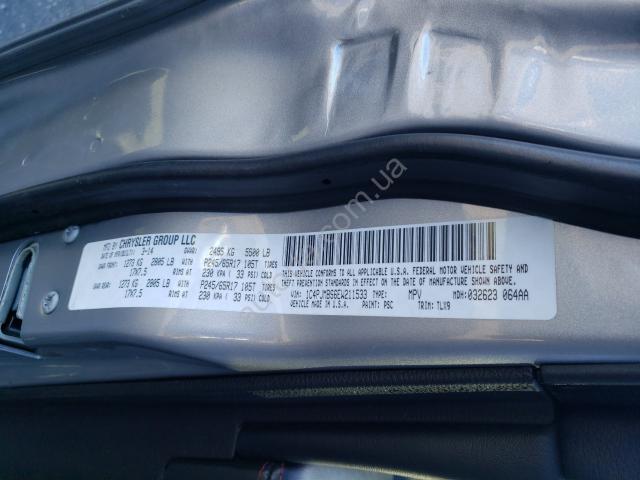 MFG BY CHRYSLER GROUP LLC
DATE OF MFR/VEHICULITY: 3-14 GVWR: 2495 KG 5500 LB
GAWR FRONT: 1273 KG 2805 LB WITH P245/65R17 105T TIRES
17X7.5 RIMS AT 230 KPA ( 33 PSI) COLD
GAWR REAR: 1273 KG 2805 LB WITH P245/65R17 105T TIRES
17X7.5 RIMS AT 230 KPA ( 33 PSI) COLD
THIS VEHICLE CONFORMS TO ALL APPLICABLE U.S.A. FEDERAL MOTOR VEHICLE SAFETY AND
THEFT PREVENTION STANDARDS IN EFFECT ON THE DATE OF MANUFACTURE SHOWN ABOVE.
VIN: 1C4PJMBS6EW211533 TYPE: MPV MDH: 032623 064AA
VEHICLE MADE IN U.S.A. PAINT: PSC TRIM: TLX9
.com.ua